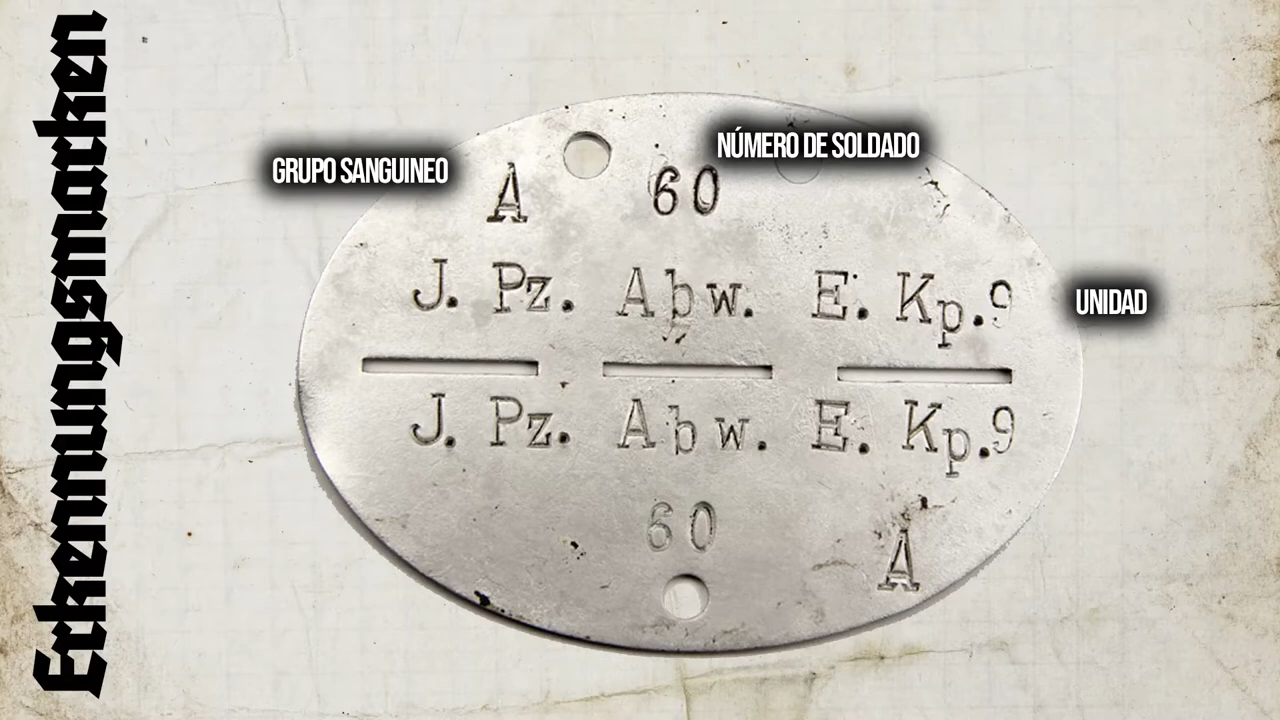 Erkennungsmarken
GRUPO SANGUINEO
NÚMERO DE SOLDADO
A 60
J. Pz. Abw. E. Kp.9
UNIDAD
J. Pz. Abw. E. Kp.9
60
A